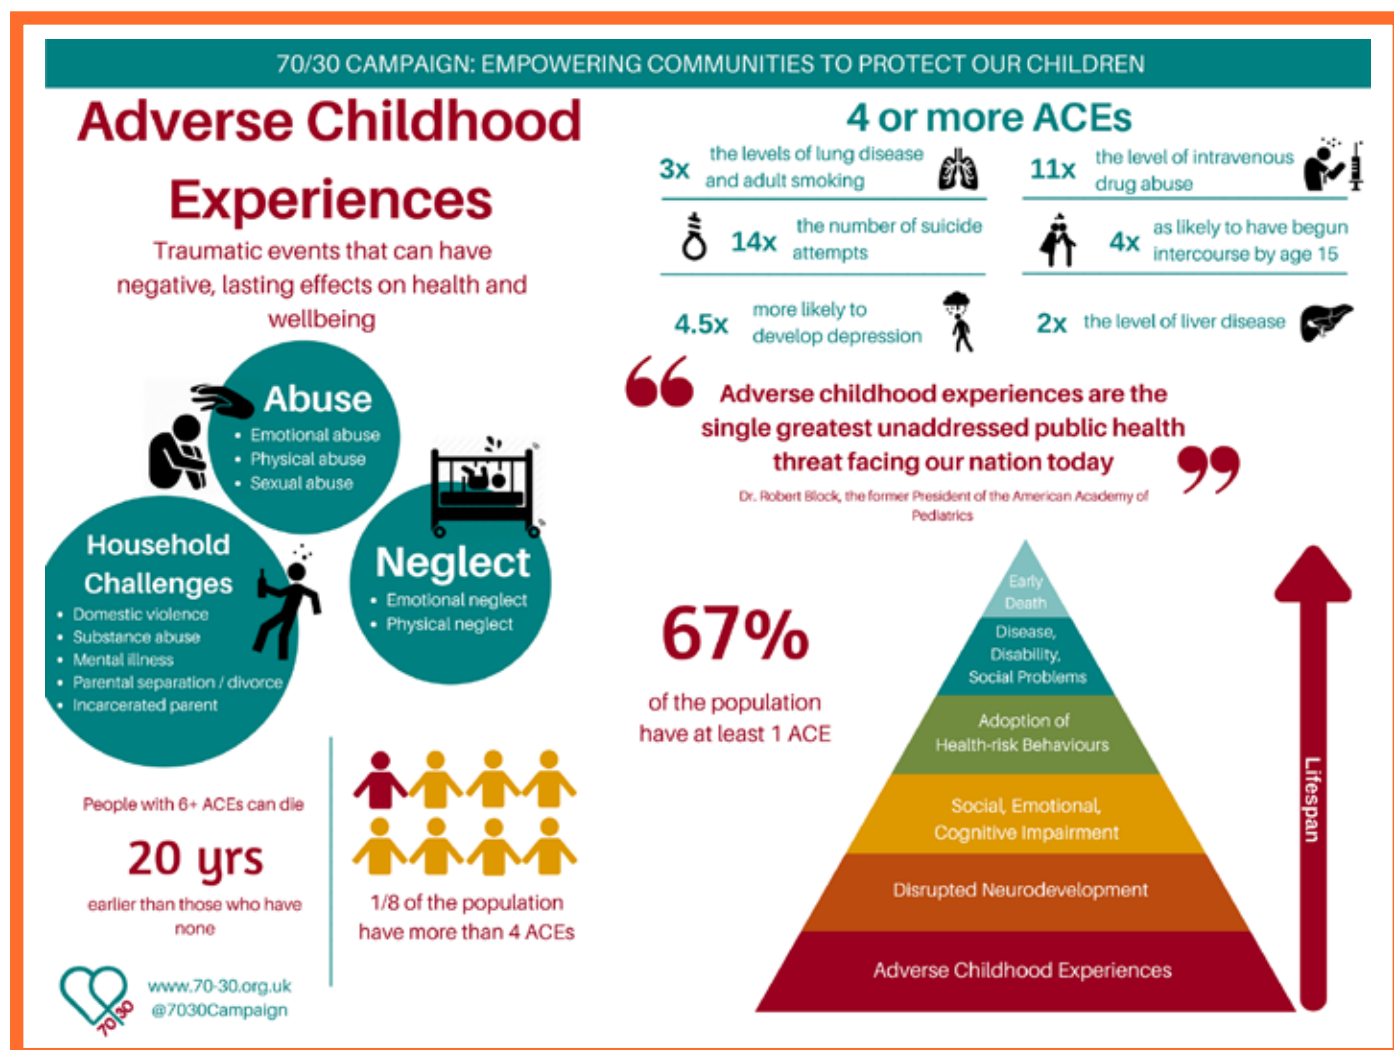 70/30 CAMPAIGN: EMPOWERING COMMUNITIES TO PROTECT OUR CHILDREN
Adverse Childhood
Experiences
Traumatic events that can have
negative, lasting effects on health and
wellbeing
Abuse
• Emotional abuse
• Physical abuse
• Sexual abuse
Household
Challenges
• Domestic violence
• Substance abuse
• Mental illness
• Parental separation / divorce
• Incarcerated parent
Neglect
• Emotional neglect
• Physical neglect
People with 6+ ACEs can die
20 yrs
earlier than those who have
none
1/8 of the population
have more than 4 ACEs
www.70-30.org.uk
@7030Campaign
70/30
4 or more ACEs
3x
the levels of lung disease
and adult smoking
11x
the level of intravenous
drug abuse
14x
the number of suicide
attempts
4x
as likely to have begun
intercourse by age 15
4.5x
more likely to
develop depression
2x
the level of liver disease
“Adverse childhood experiences are the
single greatest unaddressed public health
threat facing our nation today”
Dr. Robert Block, the former President of the American Academy of
Pediatrics
67%
of the population
have at least 1 ACE
Early
Death
Disease,
Disability,
Social Problems
Adoption of
Health-risk Behaviours
Social, Emotional,
Cognitive Impairment
Disrupted Neurodevelopment
Adverse Childhood Experiences
Lifespan